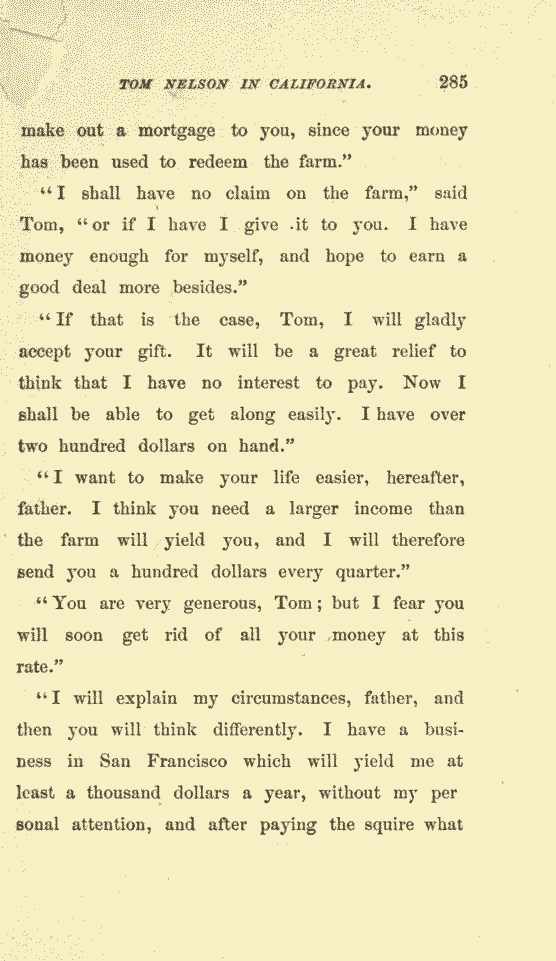 TOM NELSON IN CALIFORNIA. 285
make out a mortgage to you, since your money
has been used to redeem the farm.”
“I shall have no claim on the farm,” said
Tom, “or if I have I give it to you. I have
money enough for myself, and hope to earn a
good deal more besides.”
“If that is the case, Tom, I will gladly
accept your gift. It will be a great relief to
think that I have no interest to pay. Now I
shall be able to get along easily. I have over
two hundred dollars on hand.”
“I want to make your life easier, hereafter,
father. I think you need a larger income than
the farm will yield you, and I will therefore
send you a hundred dollars every quarter.”
“You are very generous, Tom; but I fear you
will soon get rid of all your money at this
rate.”
“I will explain my circumstances, father, and
then you will think differently. I have a busi-
ness in San Francisco which will yield me at
least a thousand dollars a year, without my per
sonal attention, and after paying the squire what